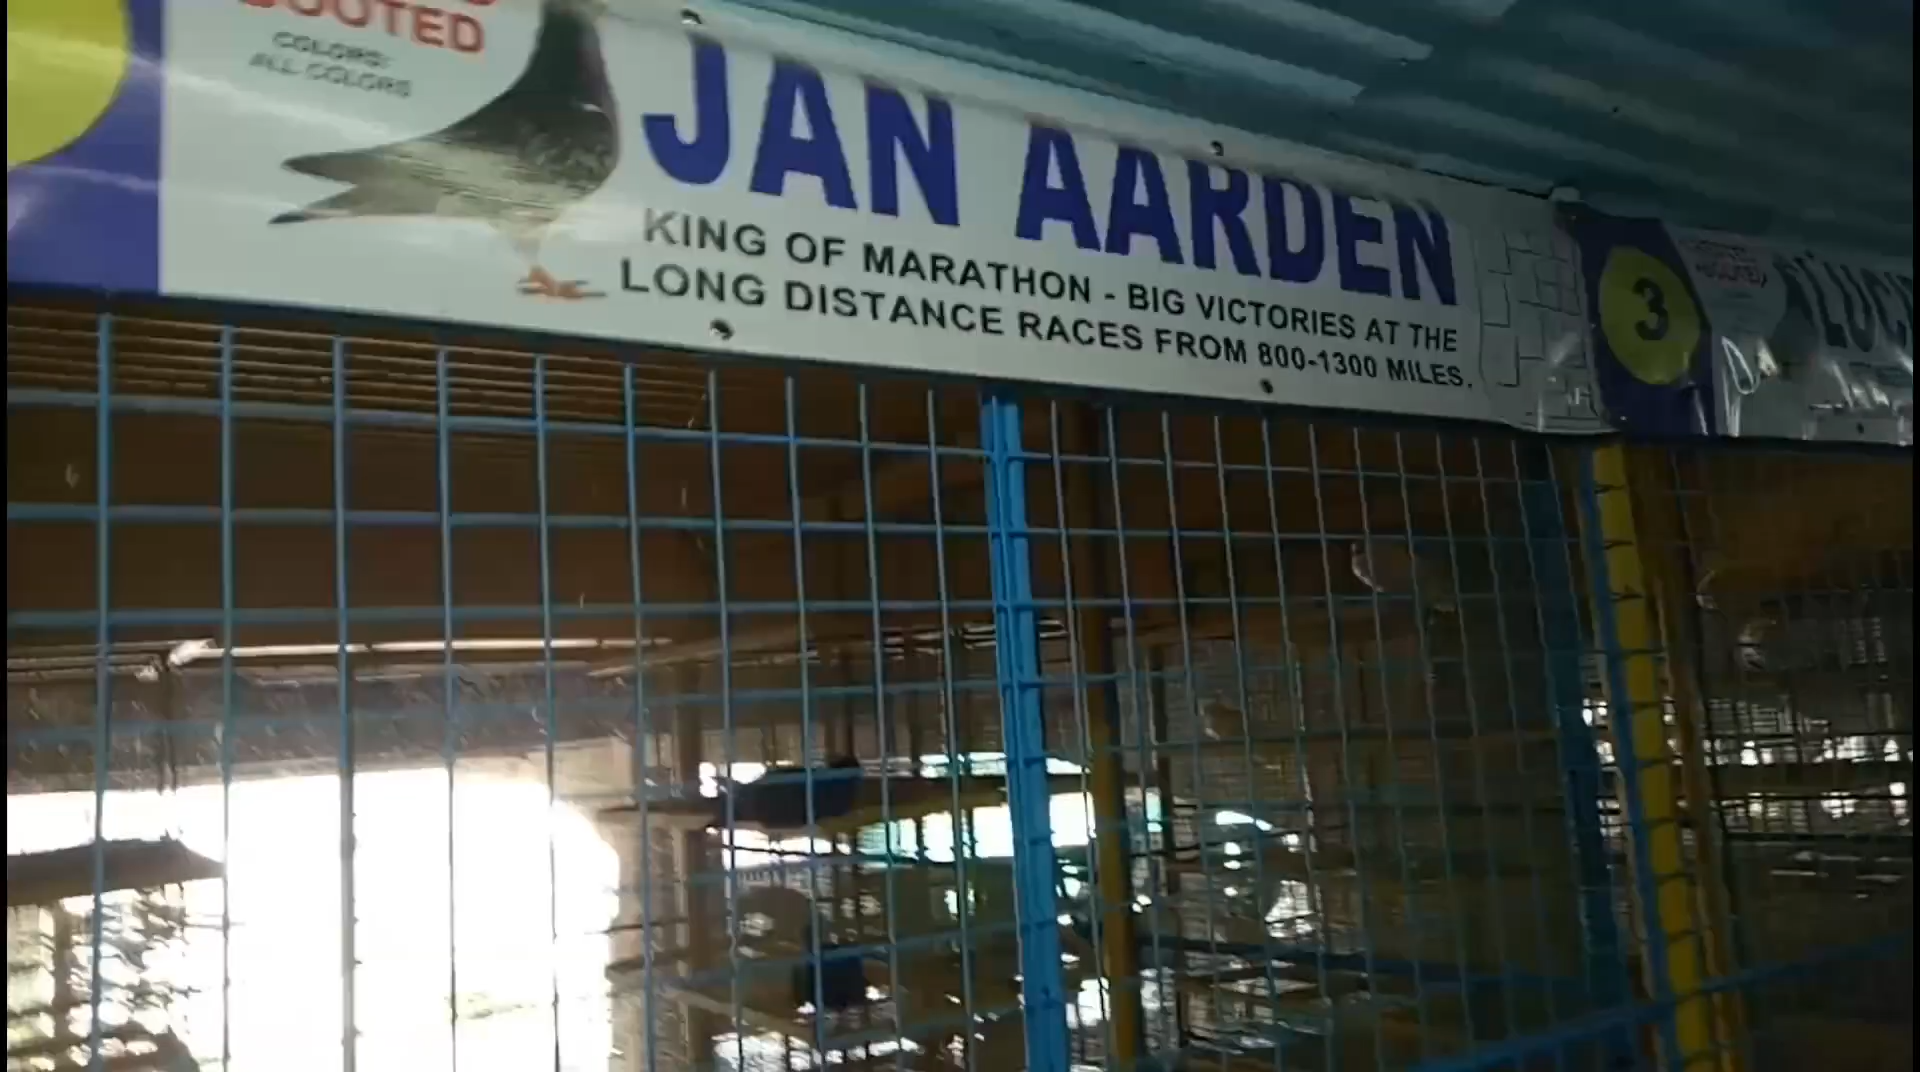 COLORS:
ALL COLORS
JAN AARDEN
KING OF MARATHON - BIG VICTORIES AT THE
LONG DISTANCE RACES FROM 800-1300 MILES.
3